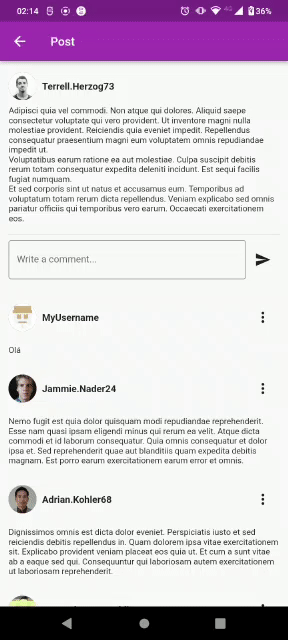 02:14 4G 36%
Post
Terrell.Herzog73
Adipisci quia vel commodi. Non atque qui dolores. Aliquid saepe
consectetur voluptate qui vero provident. Ut inventore magni nulla
molestiae provident. Reiciendis quia eveniet impedit. Repellendus
consequatur praesentium magni eum voluptatem omnis repudiandae
impedit ut.
Voluptatibus earum ratione ea aut molestiae. Culpa suscipit debitis
rerum totam consequatur expedita deleniti incidunt. Est sequi facilis
fugiat numquam.
Et sed corporis sint ut natus et accusamus eum. Temporibus ad
voluptatum totam rerum dicta repellendus. Veniam explicabo sed omnis
pariatur officiis qui temporibus vero earum. Occaecati exercitationem
eos.
Write a comment...
MyUsername
Olá
Jammie.Nader24
Nemo fugit est quia dolor quisquam modi repudiandae reprehenderit.
Esse nam quasi ipsam eligendi minus qui rerum ea velit. Atque dicta
commodi et id laborum consequatur. Quia omnis consequatur et dolor
ipsa et. Sed reprehenderit quae aut blanditiis quam expedita debitis
magnam. Est porro earum exercitationem earum error et omnis.
Adrian.Kohler68
Dignissimos omnis est dicta dolor eveniet. Perspiciatis iusto et sed
reiciendis debitis repellendus in. Quam dolorem ipsa vitae exercitationem
sit. Explicabo provident veniam placeat eos quia ut. Et cum a sunt vitae
ab a eaque sed qui. Consequuntur qui laboriosam autem exercitationem
ut laboriosam reprehenderit.